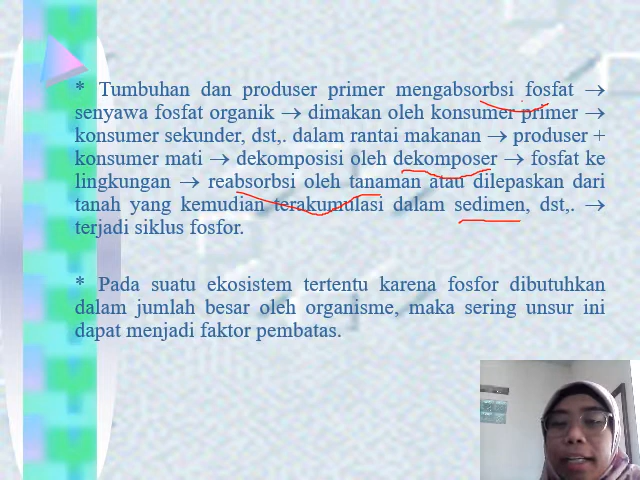 * Tumbuhan dan produser primer mengabsorbsi fosfat →
senyawa fosfat organik → dimakan oleh konsumer primer →
konsumer sekunder, dst,. dalam rantai makanan → produser +
konsumer mati → dekomposisi oleh dekomposer → fosfat ke
lingkungan → reabsorbsi oleh tanaman atau dilepaskan dari
tanah yang kemudian terakumulasi dalam sedimen, dst,. →
terjadi siklus fosfor.
* Pada suatu ekosistem tertentu karena fosfor dibutuhkan
dalam jumlah besar oleh organisme, maka sering unsur ini
dapat menjadi faktor pembatas.